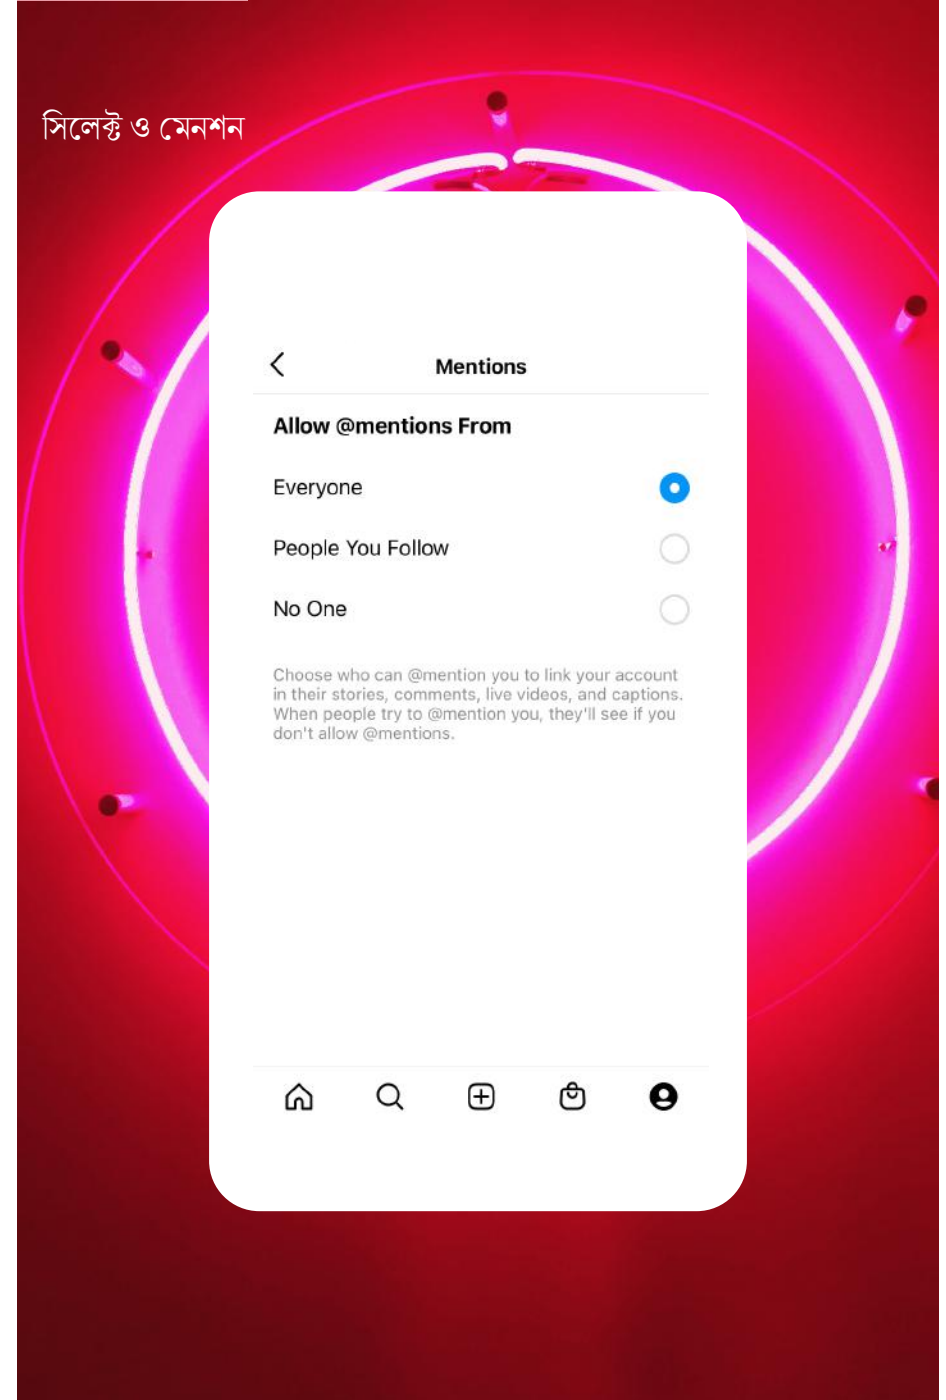 সিলেক্ট ও মেনশন
Mentions
Allow @mentions From
Everyone
People You Follow
No One
Choose who can @mention you to link your account
in their stories, comments, live videos, and captions.
When people try to @mention you, they'll see if you
don't allow @mentions.